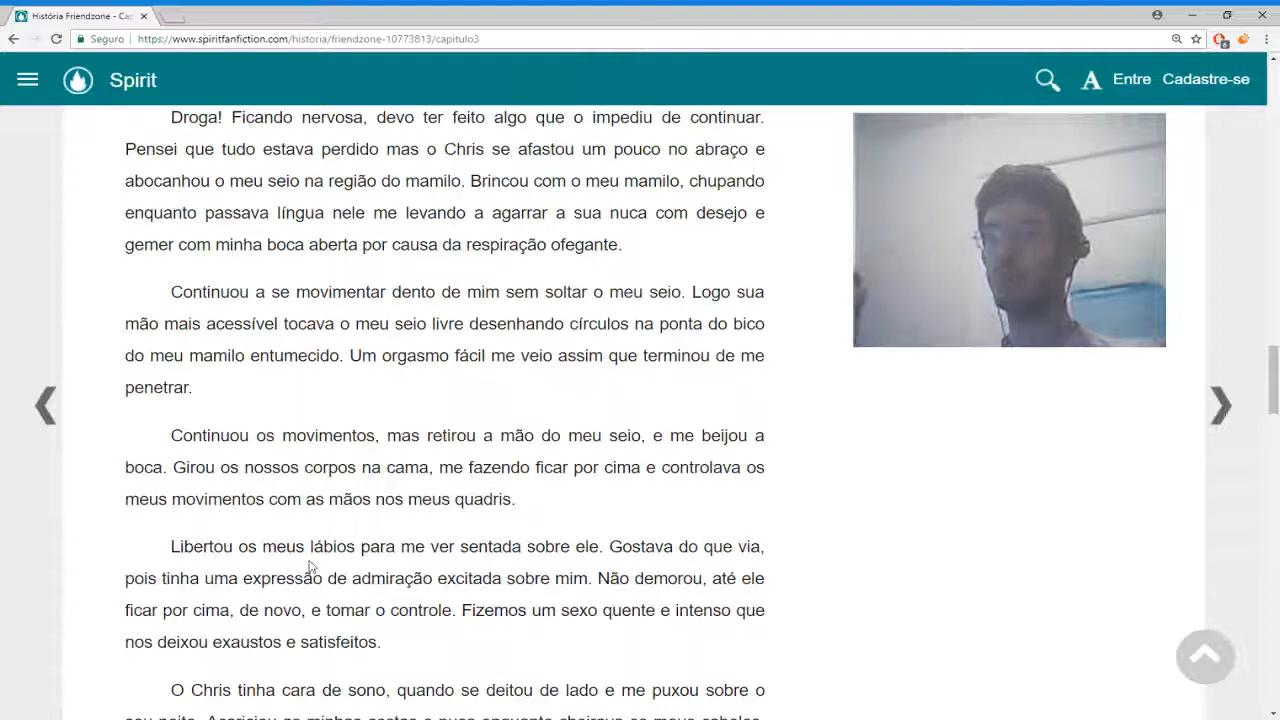 História Friendzone - Cap
Seguro
https://www.spiritfanfiction.com/historia/friendzone-10773813/capitulo3
Spirit
A
Entre
Cadastre-se
Droga! Ficando nervosa, devo ter feito algo que o impediu de continuar.
Pensei que tudo estava perdido mas o Chris se afastou um pouco no abraço e
abocanhou o meu seio na região do mamilo. Brincou com o meu mamilo, chupando
enquanto passava língua nele me levando a agarrar a sua nuca com desejo e
gemer com minha boca aberta por causa da respiração ofegante.
Continuou a se movimentar dento de mim sem soltar o meu seio. Logo sua
mão mais acessível tocava o meu seio livre desenhando círculos na ponta do bico
do meu mamilo entumecido. Um orgasmo fácil me veio assim que terminou de me
penetrar.
Continuou os movimentos, mas retirou a mão do meu seio, e me beijou a
boca. Girou os nossos corpos na cama, me fazendo ficar por cima e controlava os
meus movimentos com as mãos nos meus quadris.
Libertou os meus lábios para me ver sentada sobre ele. Gostava do que via,
pois tinha uma expressão de admiração excitada sobre mim. Não demorou, até ele
ficar por cima, de novo, e tomar o controle. Fizemos um sexo quente e intenso que
nos deixou exaustos e satisfeitos.
O Chris tinha cara de sono, quando se deitou de lado e me puxou sobre o